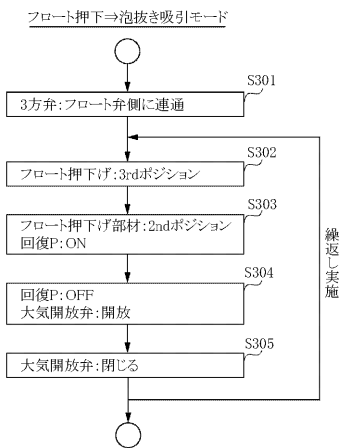 フロート押下⇒泡抜き吸引モード
S301
3方弁:フロート弁側に連通
S302
フロート押下げ:3rdポジション
S303
フロート押下げ部材:2ndポジション
回復P:ON
S304
回復P:OFF
大気開放弁:開放
S305
大気開放弁:閉じる
繰返し実施